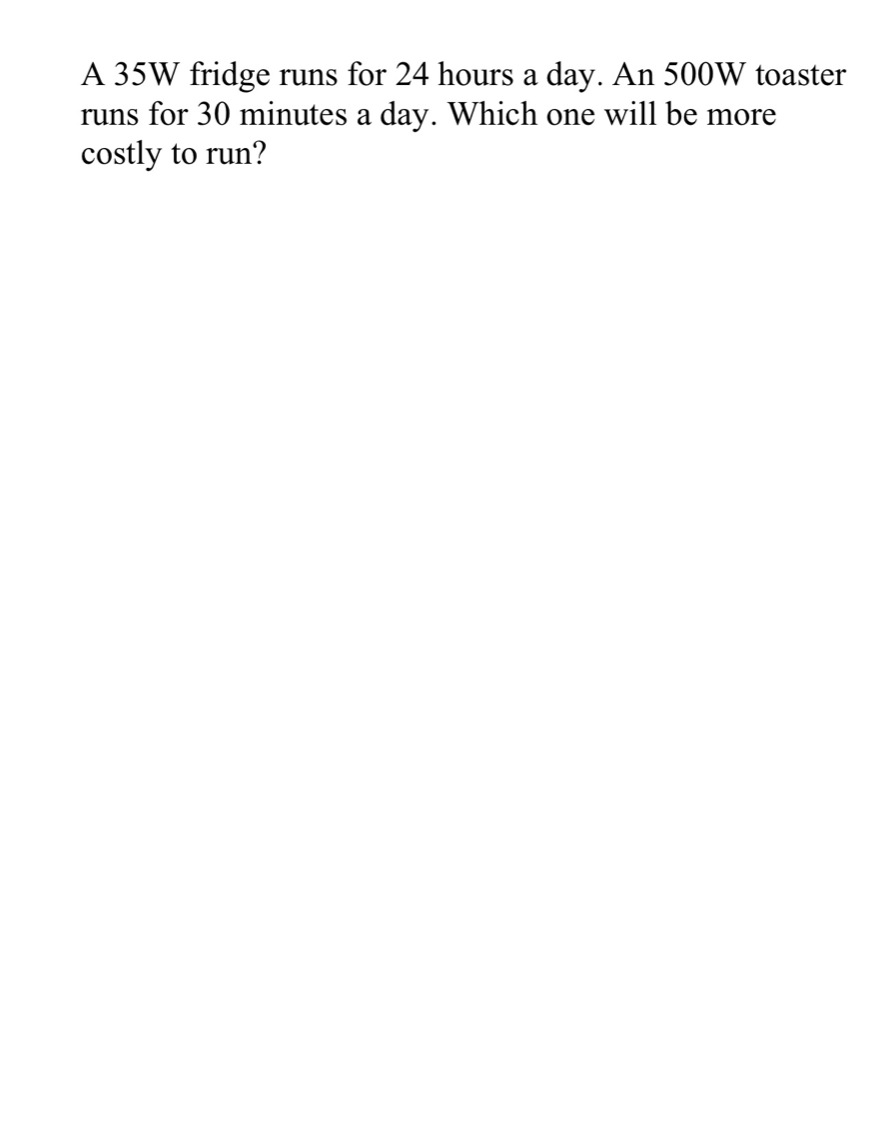 A 35W fridge runs for 24 hours a day. An 500W toaster
runs for 30 minutes a day. Which one will be more
costly to run?